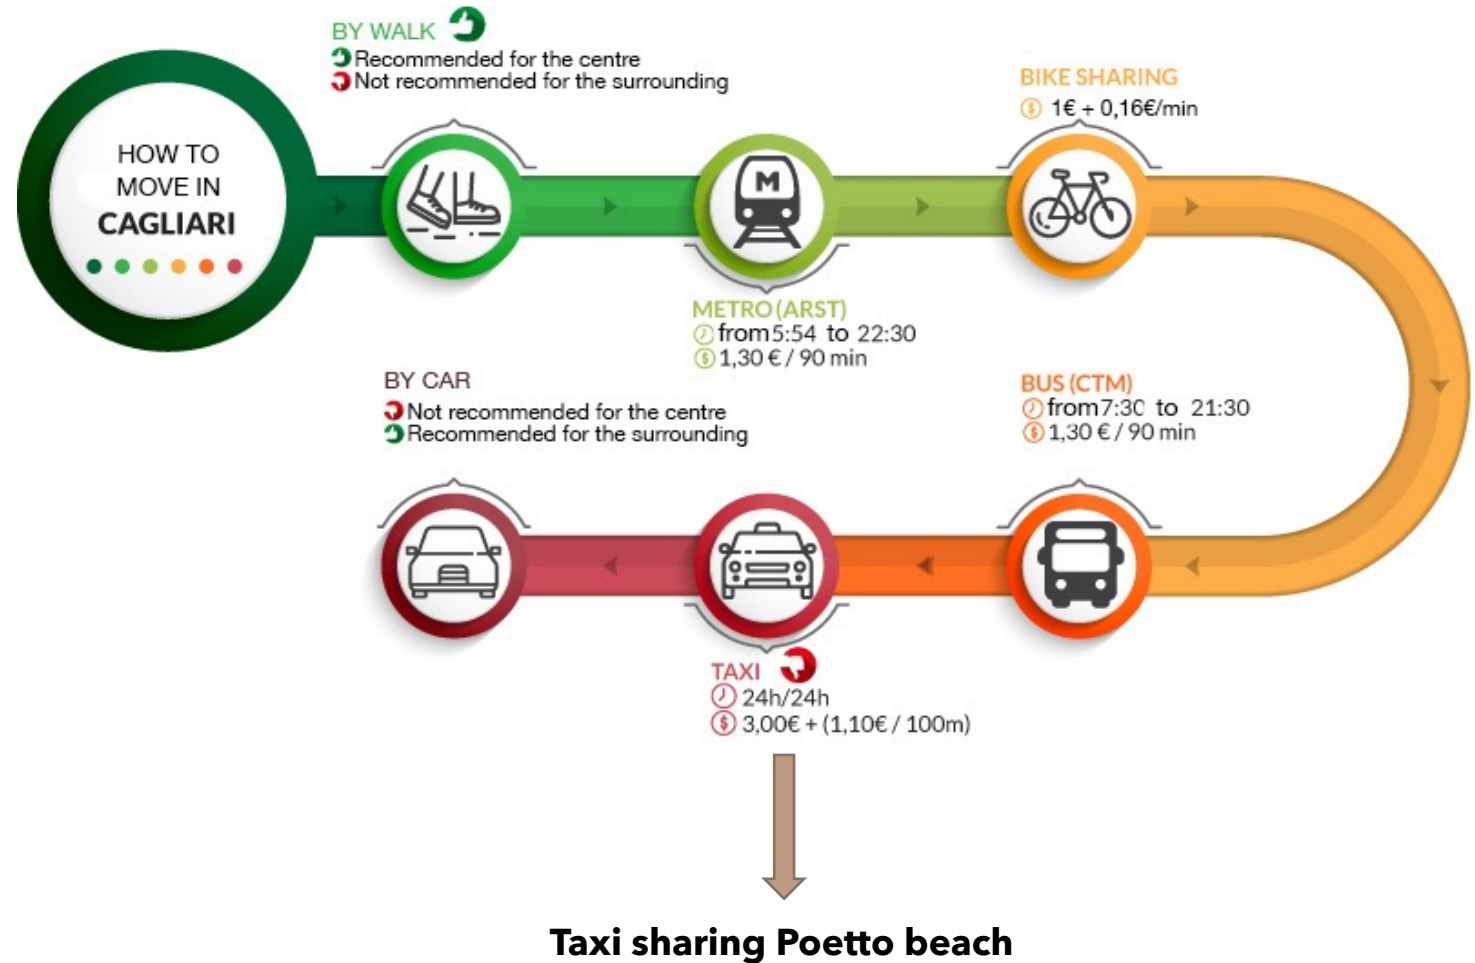 HOW TO
MOVE IN
CAGLIARI
BY WALK
Recommended for the centre
Not recommended for the surrounding
M
METRO (ARST)
from 5:54 to 22:30
$ 1,30 € / 90 min
BIKE SHARING
$ 1€ + 0,16€/min
BUS (CTM)
from 7:30 to 21:30
$ 1,30 € / 90 min
TAXI
24h/24h
$ 3,00€ + (1,10€ / 100m)
BY CAR
Not recommended for the centre
Recommended for the surrounding
Taxi sharing Poetto beach